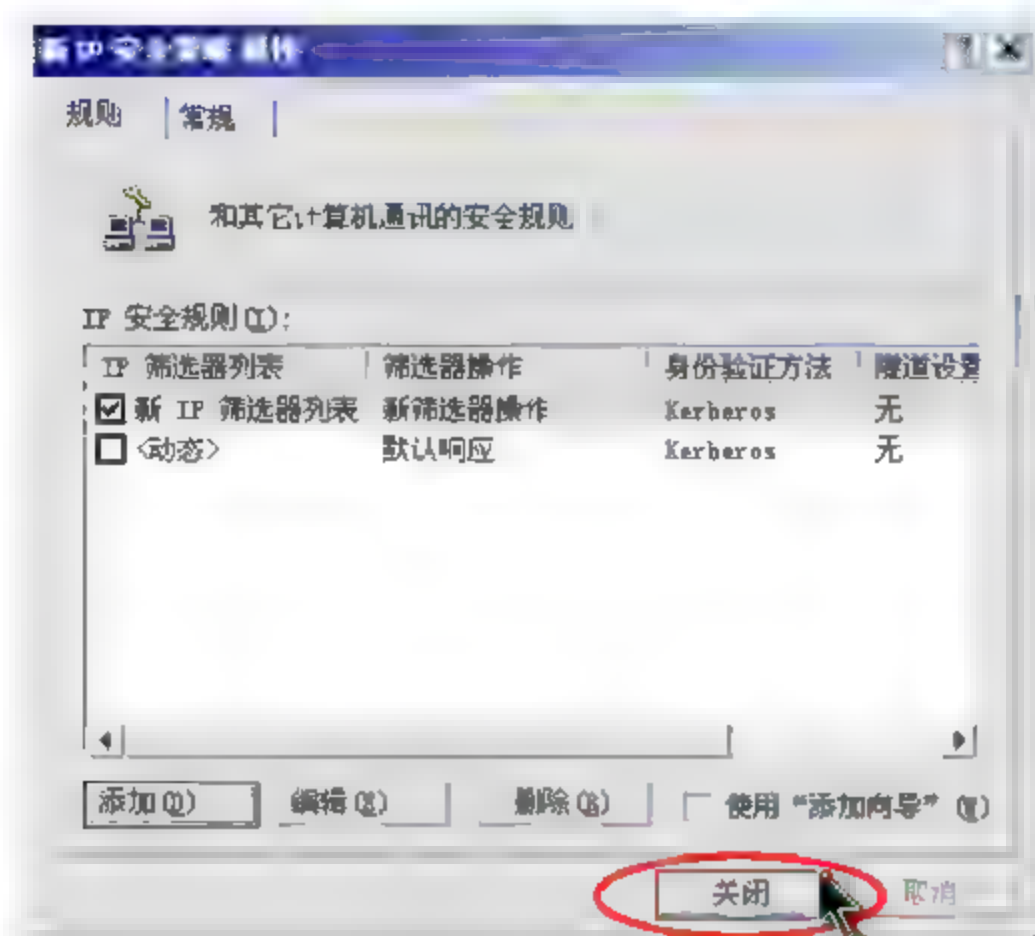 新 IP 安全策略 属性
规则 常规
和其它计算机通讯的安全规则
IP 安全规则(I):
IP 筛选器列表 筛选器操作 身份验证方法 隧道设置
新 IP 筛选器列表 新筛选器操作 Kerberos 无
<动态> 默认响应 Kerberos 无
添加(D) 编辑(E) 删除(R) 使用“添加向导”(W)
关闭 取消